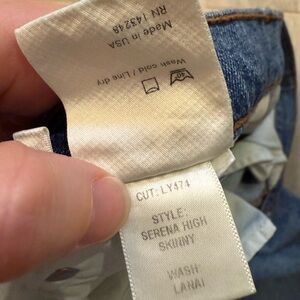 Made in USA
RN 143248
Wash cold / Line dry
CUT: LY474
STYLE:
SERENA HIGH
SKINNY
WASH
LANAI